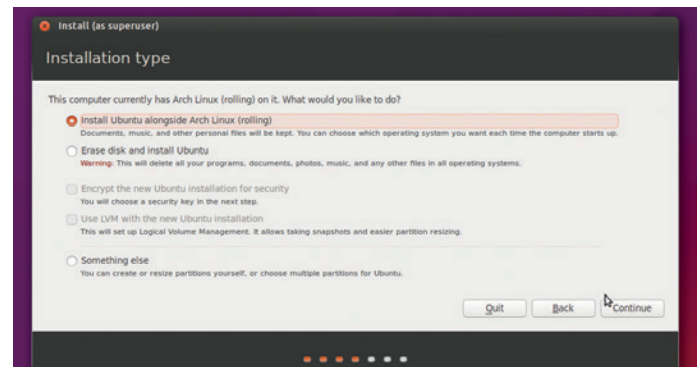 Install (as superuser)
Installation type
This computer currently has Arch Linux (rolling) on it. What would you like to do?
Install Ubuntu alongside Arch Linux (rolling)
Documents, music, and other personal files will be kept. You can choose which operating system you want each time the computer starts up.
Erase disk and install Ubuntu
Warning: This will delete all your programs, documents, photos, music, and any other files in all operating systems.
Encrypt the new Ubuntu installation for security
You will choose a security key in the next step.
Use LVM with the new Ubuntu installation
This will set up Logical Volume Management. It allows taking snapshots and easier partition resizing.
Something else
You can create or resize partitions yourself, or choose multiple partitions for Ubuntu.
Quit Back Continue